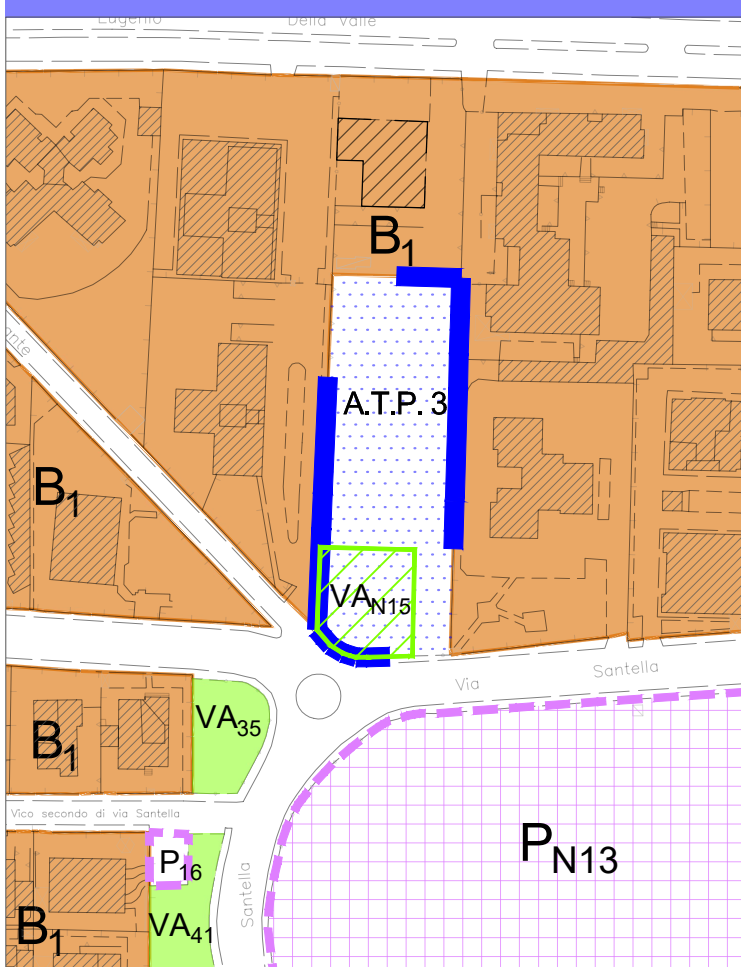 Eugenio Della Valle
B1
ante
A.T.P. 3
B1
VAN15
Via Santella
VA35
B1
Vico secondo di via Santella
PN13
P16
Santella
VA41
B1